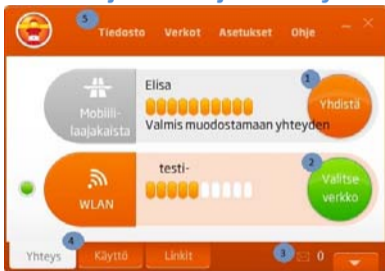 5 Tiedosto Verkot Asetukset Ohje
Elisa
1
Yhdistä
Mobiili-
laajakaista
Valmis muodostamaan yhteyden
testi-
2
Valitse
verkko
WLAN
4
3
Yhteys Käyttö Linkit 0